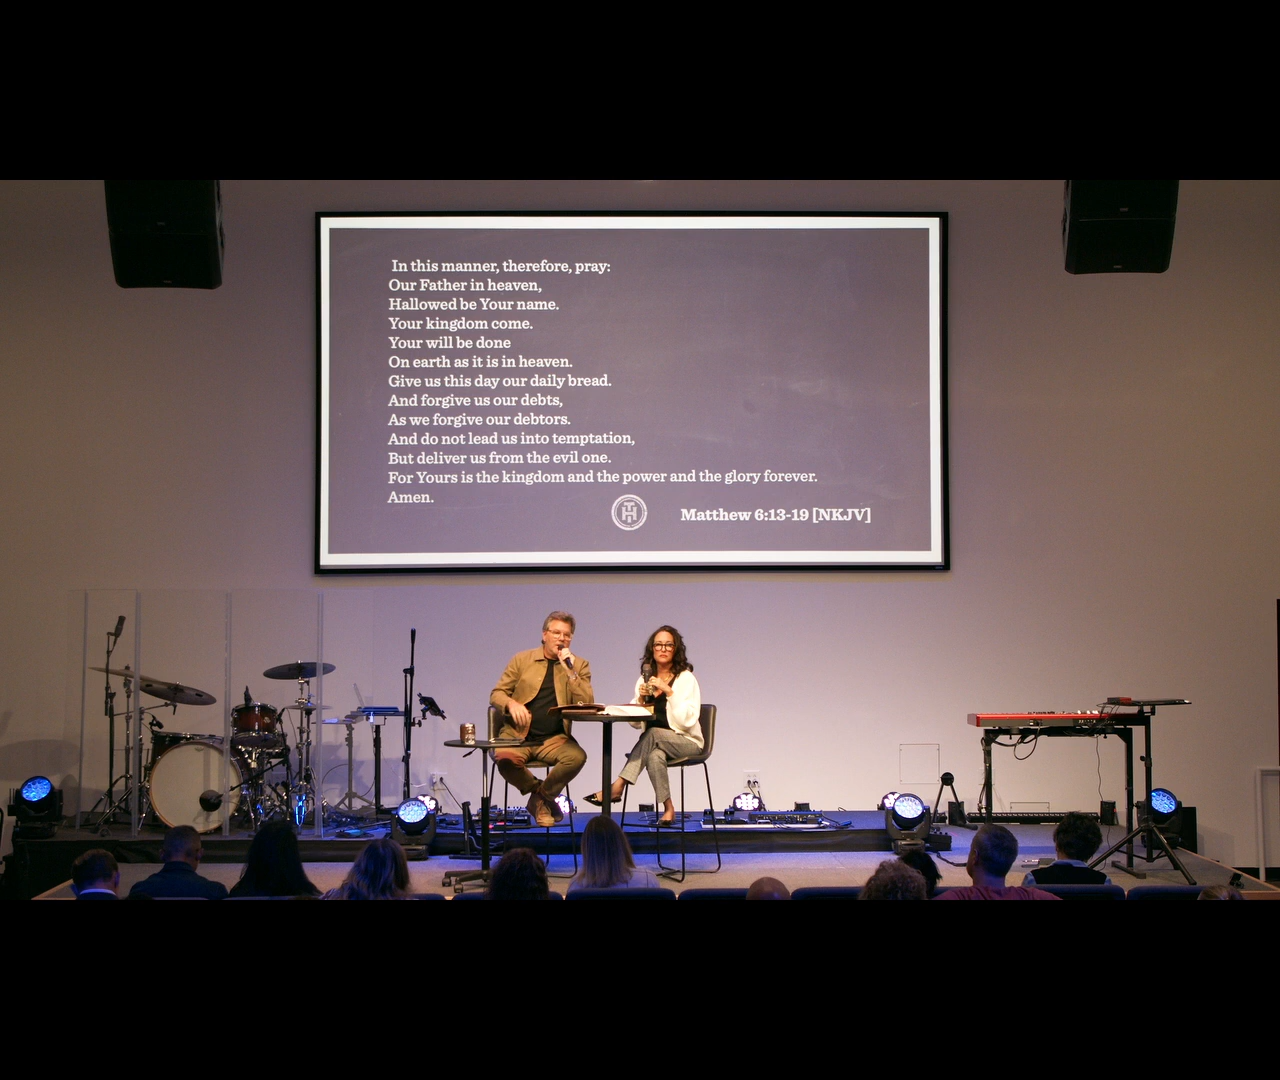 In this manner, therefore, pray:
Our Father in heaven,
Hallowed be Your name.
Your kingdom come.
Your will be done
On earth as it is in heaven.
Give us this day our daily bread.
And forgive us our debts,
As we forgive our debtors.
And do not lead us into temptation,
But deliver us from the evil one.
For Yours is the kingdom and the power and the glory forever.
Amen.
Matthew 6:13-19 [NKJV]